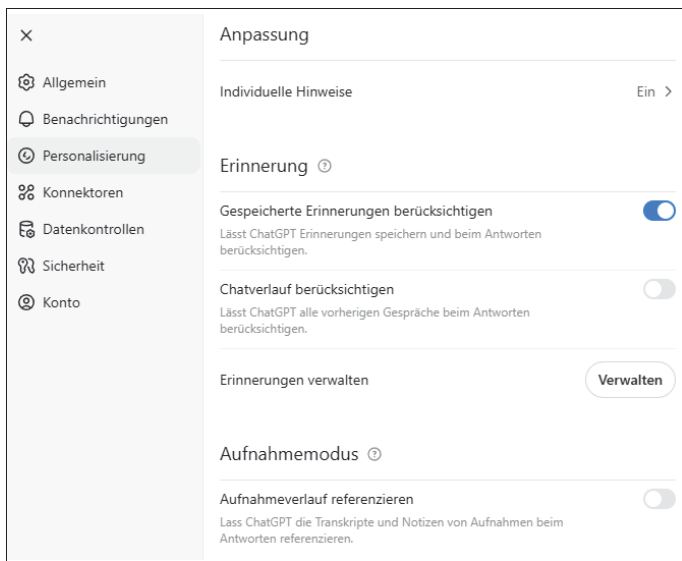 Allgemein
Benachrichtigungen
Personalisierung
Konnektoren
Datenkontrollen
Sicherheit
Konto
Anpassung
Individuelle Hinweise
Ein
Erinnerung
Gespeicherte Erinnerungen berücksichtigen
Lässt ChatGPT Erinnerungen speichern und beim Antworten
berücksichtigen.
Chatverlauf berücksichtigen
Lässt ChatGPT alle vorherigen Gespräche beim Antworten
berücksichtigen.
Erinnerungen verwalten
Verwalten
Aufnahmemodus
Aufnahmeverlauf referenzieren
Lass ChatGPT die Transkripte und Notizen von Aufnahmen beim
Antworten referenzieren.